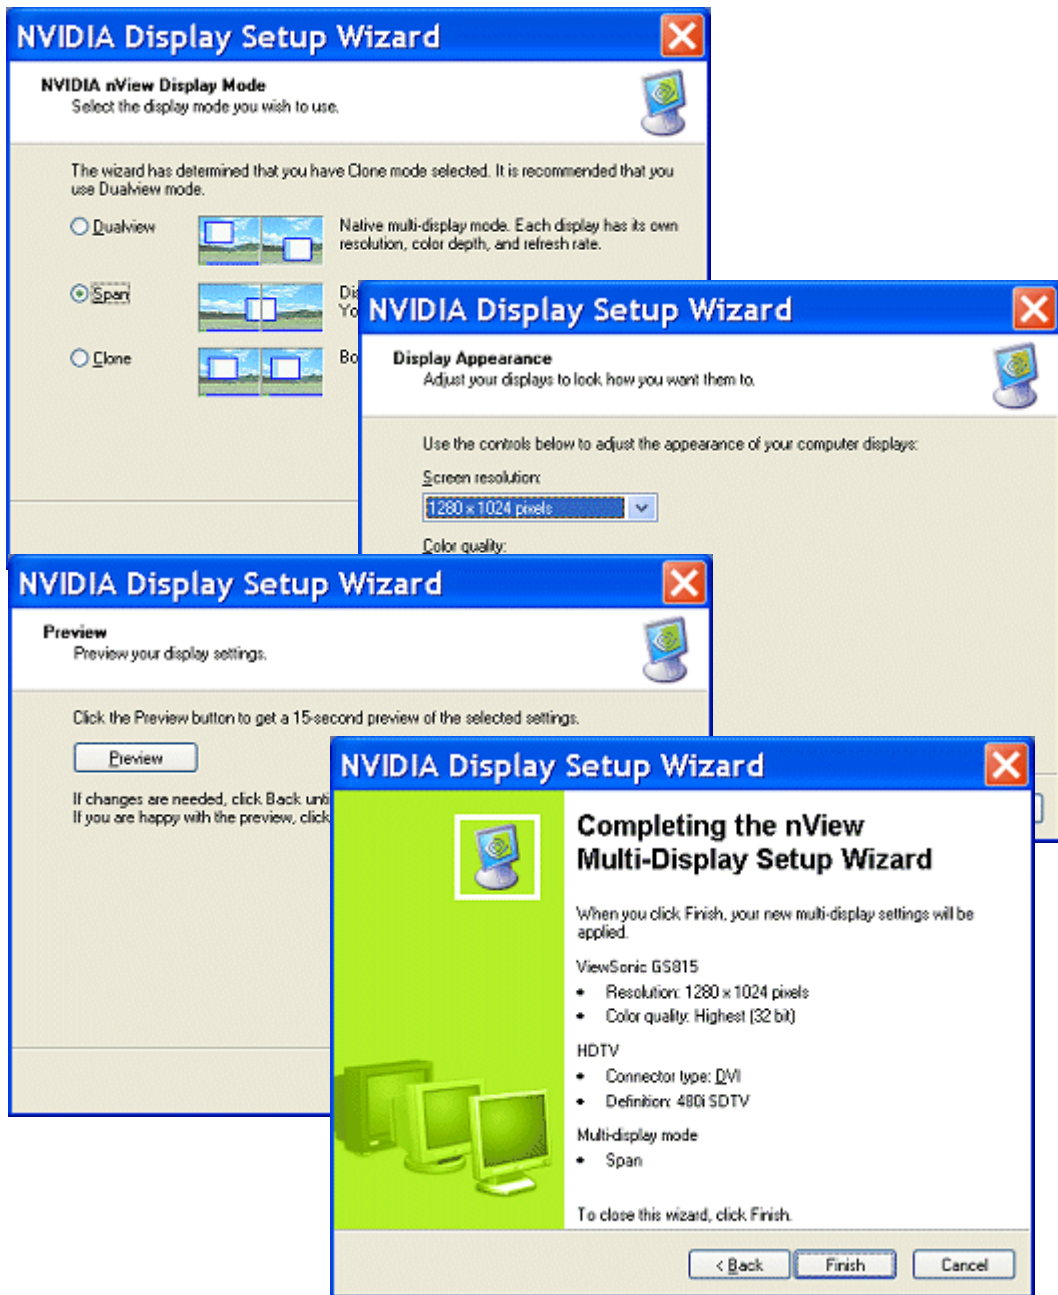 NVIDIA Display Setup Wizard
NVIDIA nView Display Mode
Select the display mode you wish to use.
The wizard has determined that you have Clone mode selected. It is recommended that you
use Dualview mode.
Dualview
Native multi-display mode. Each display has its own
resolution, color depth, and refresh rate.
Span
Clone
NVIDIA Display Setup Wizard
Display Appearance
Adjust your displays to look how you want them to.
Use the controls below to adjust the appearance of your computer displays:
Screen resolution:
1280 x 1024 pixels
Color quality:
NVIDIA Display Setup Wizard
Preview
Preview your display settings.
Click the Preview button to get a 15-second preview of the selected settings.
Preview
If changes are needed, click Back
If you are happy with the preview, click
NVIDIA Display Setup Wizard
Completing the nView
Multi-Display Setup Wizard
When you click Finish, your new multi-display settings will be
applied.
ViewSonic GS815
• Resolution: 1280 x 1024 pixels
• Color quality: Highest (32 bit)
HDTV
• Connector type: DVI
• Definition: 480i SDTV
Multi-display mode
• Span
To close this wizard, click Finish.
< Back
Finish
Cancel